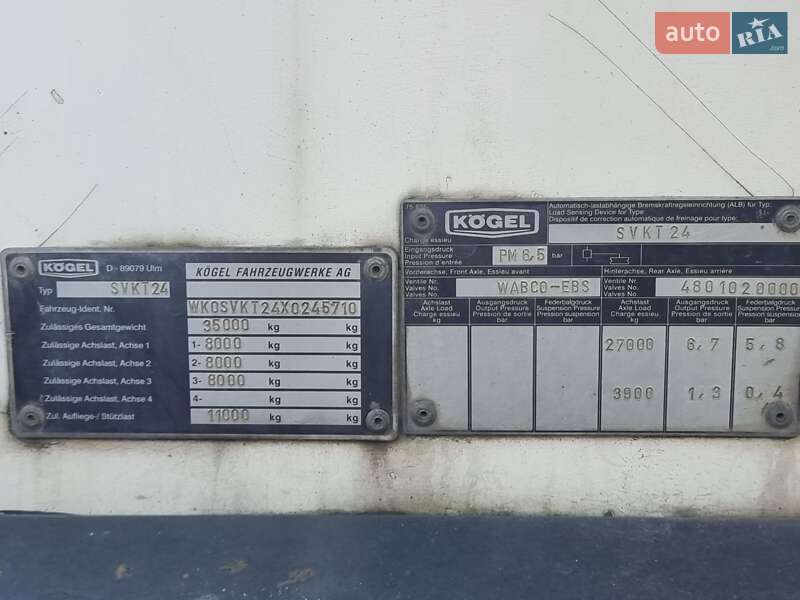 auto RIA.com
KÖGEL D-89079 Ulm
KÖGEL FAHRZEUGWERKE AG
Typ SVKT24
Fahrzeug-Ident. Nr. WK0SVKT24X0245710
Zulässiges Gesamtgewicht 35000 kg kg
Zulässige Achslast, Achse 1 1- 8000 kg kg
Zulässige Achslast, Achse 2 2- 8000 kg kg
Zulässige Achslast, Achse 3 3- 8000 kg kg
Zulässige Achslast, Achse 4 4- kg kg
Zul. Aufliege-/ Stützlast 11000 kg kg
KÖGEL
Automatisch-lastabhängige Bremskraftregeleinrichtung (ALB) für Typ:
Load Sensing Device for Type:
Dispositif de correction automatique de freinage pour type:
SVKT24
Charge essieu
Eingangsdruck
Input Pressure
Pression d'entrée
PM 6,5 bar
Vorderachse, Front Axle, Essieu avant
Hinterachse, Rear Axle, Essieu arrière
Ventile Nr.
Valves No.
Valves No.
WABCO-EBS
Ventile Nr.
Valves No.
Valves No.
4801020000
Achslast Ausgangsdruck Federbalgdruck Achslast Ausgangsdruck Federbalgdruck
Axle Load Output Pressure Suspension Pressure Axle Load Output Pressure Suspension Pressure
Charge essieu Pression de sortie Pression suspension Charge essieu Pression de sortie Pression suspension
kg bar bar kg bar bar
27000 6,7 5,8
3900 1,3 0,4